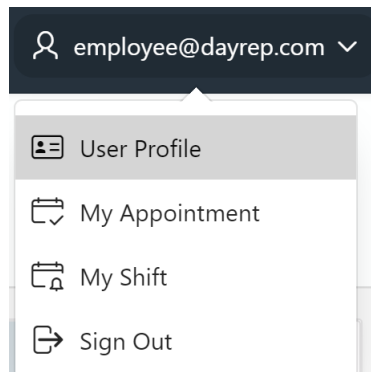 employee@dayrep.com
User Profile
My Appointment
My Shift
Sign Out